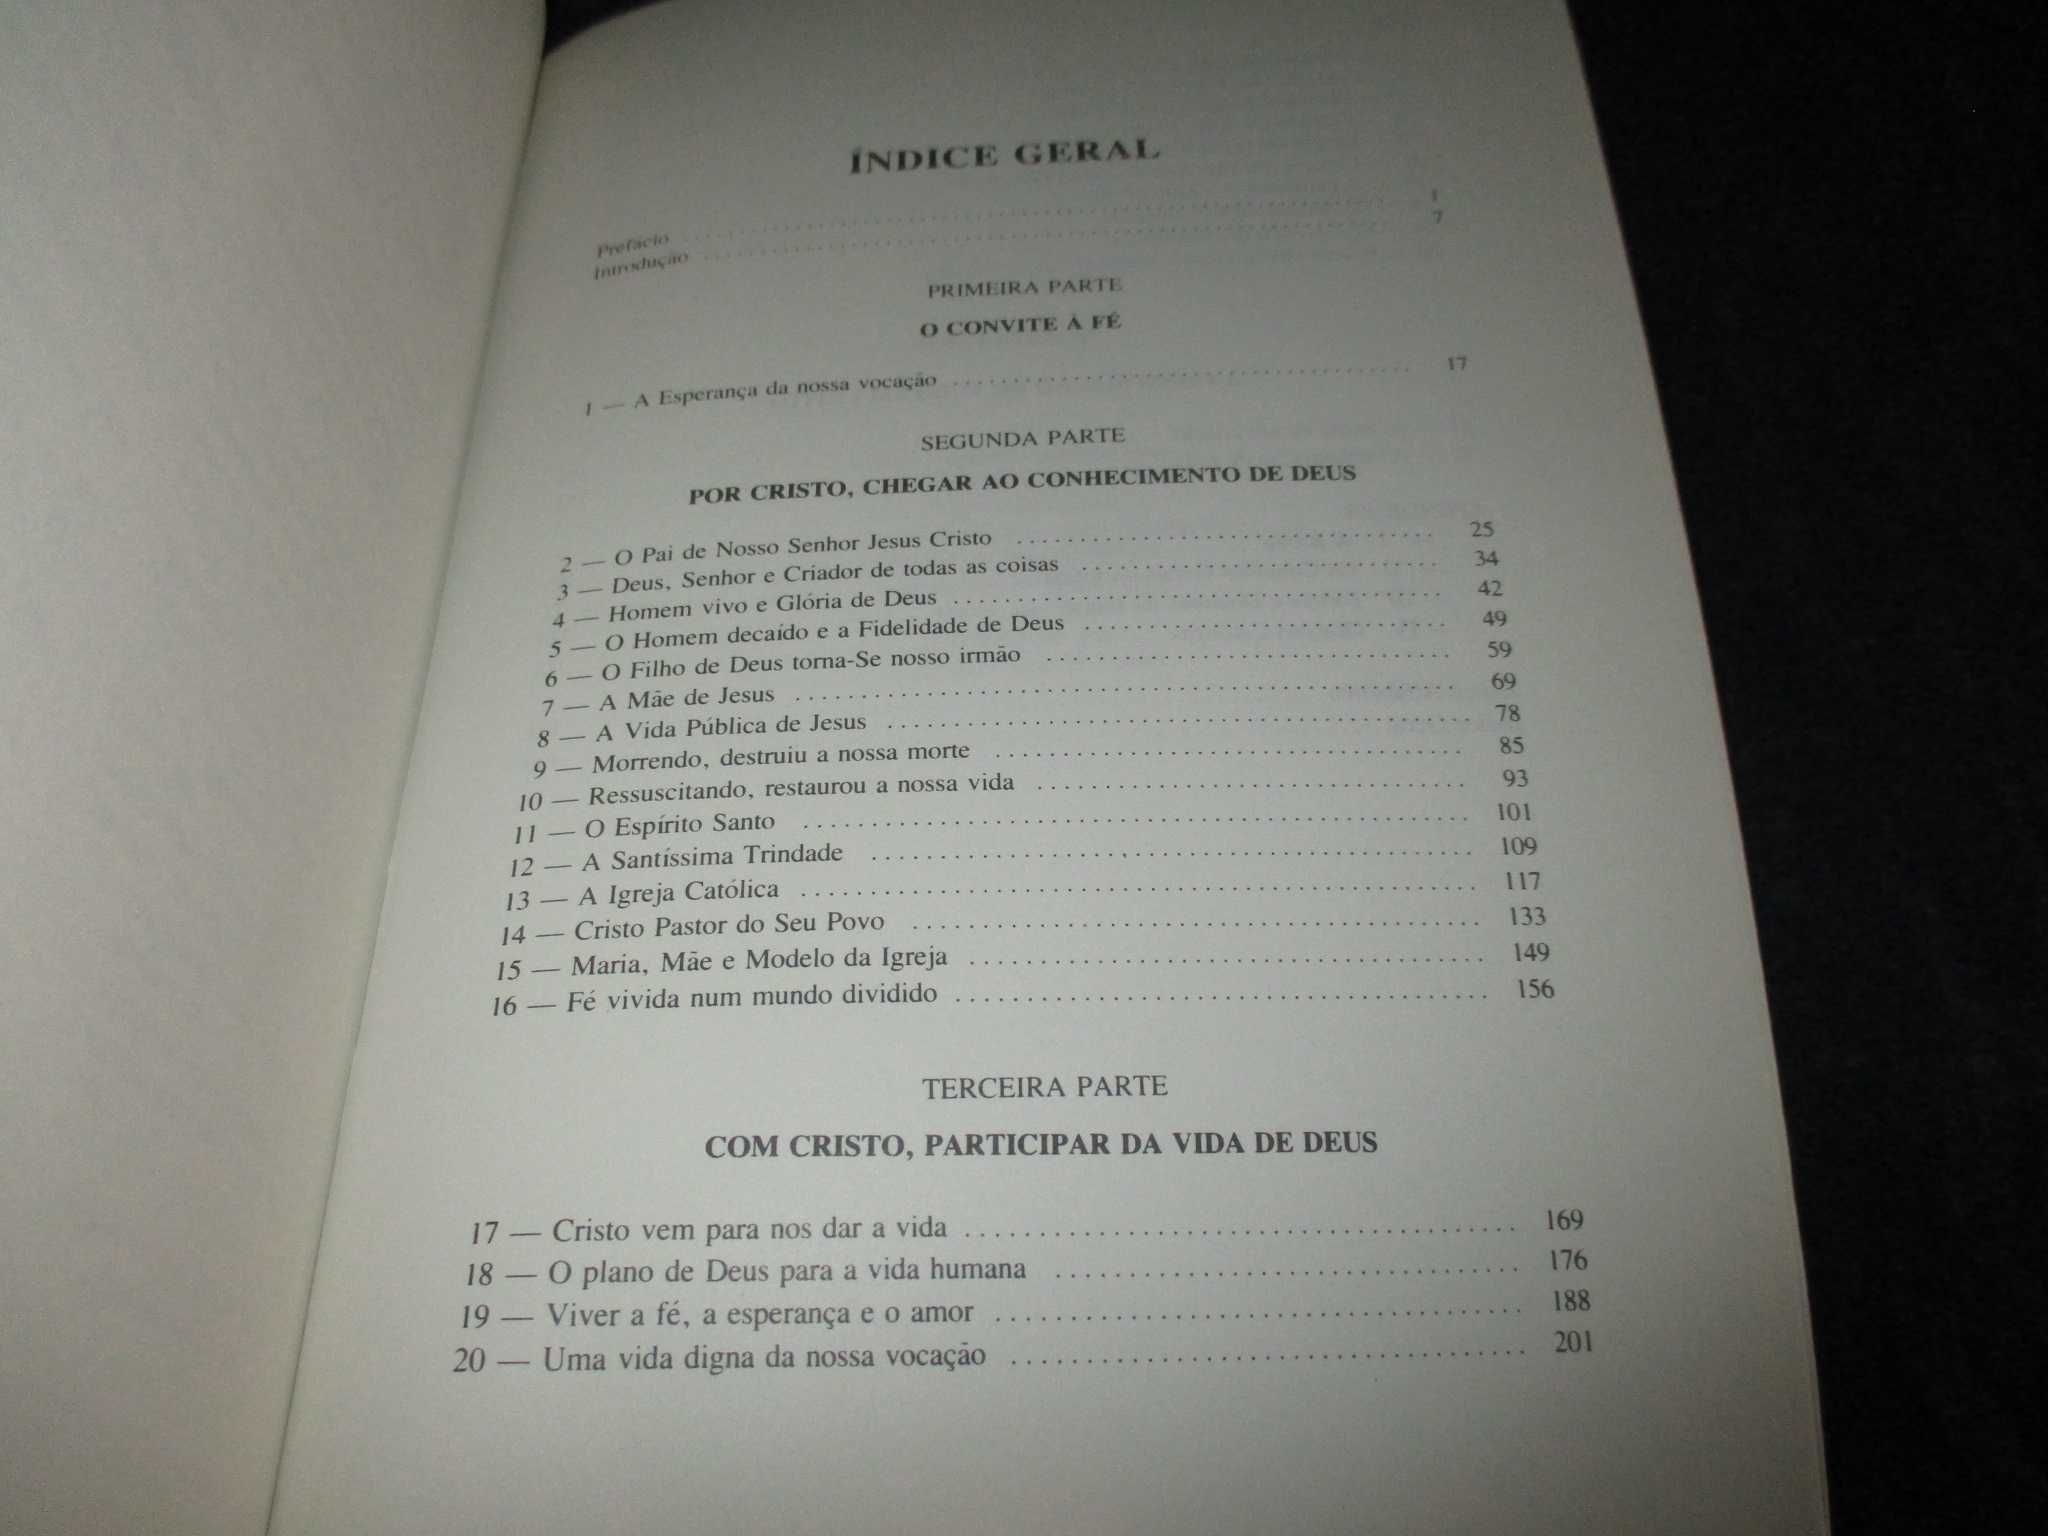 ÍNDICE GERAL
Prefácio ........................................ 1
Introdução ........................................ 7
PRIMEIRA PARTE
O CONVITE À FÉ
1 — A Esperança da nossa vocação ........................................ 17
SEGUNDA PARTE
POR CRISTO, CHEGAR AO CONHECIMENTO DE DEUS
2 — O Pai de Nosso Senhor Jesus Cristo ........................................ 25
3 — Deus, Senhor e Criador de todas as coisas ........................................ 34
4 — Homem vivo e Glória de Deus ........................................ 42
5 — O Homem decaído e a Fidelidade de Deus ........................................ 49
6 — O Filho de Deus torna-Se nosso irmão ........................................ 59
7 — A Mãe de Jesus ........................................ 69
8 — A Vida Pública de Jesus ........................................ 78
9 — Morrendo, destruiu a nossa morte ........................................ 85
10 — Ressuscitando, restaurou a nossa vida ........................................ 93
11 — O Espírito Santo ........................................ 101
12 — A Santíssima Trindade ........................................ 109
13 — A Igreja Católica ........................................ 117
14 — Cristo Pastor do Seu Povo ........................................ 133
15 — Maria, Mãe e Modelo da Igreja ........................................ 149
16 — Fé vivida num mundo dividido ........................................ 156
TERCEIRA PARTE
COM CRISTO, PARTICIPAR DA VIDA DE DEUS
17 — Cristo vem para nos dar a vida ........................................ 169
18 — O plano de Deus para a vida humana ........................................ 176
19 — Viver a fé, a esperança e o amor ........................................ 188
20 — Uma vida digna da nossa vocação ........................................ 201